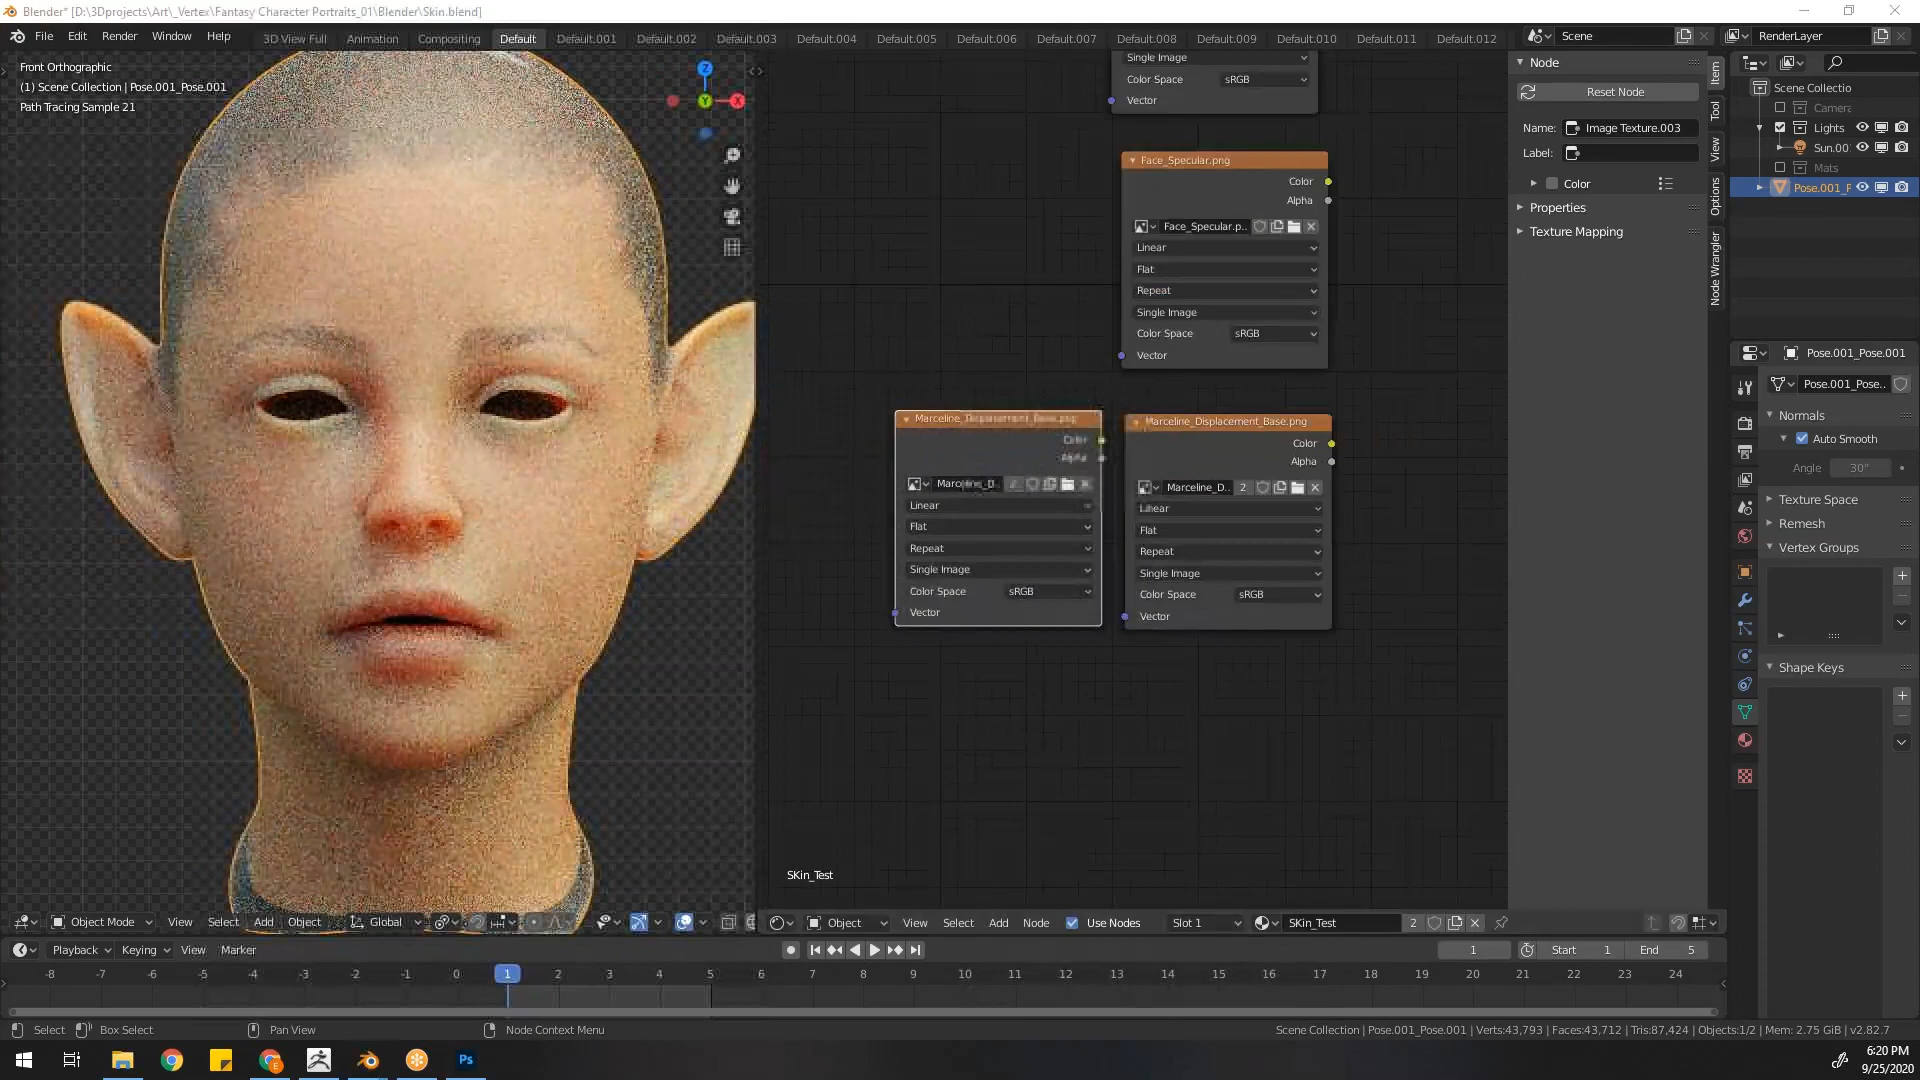 Blender* [D:\3Dprojects\Art\_Vertex\Fantasy Character Portraits_01\Blender\Skin.blend]
File Edit Render Window Help 3D View Full Animation Compositing Default Default.001 Default.002 Default.003 Default.004 Default.005 Default.006 Default.007 Default.008 Default.009 Default.010 Default.011 Default.012 Scene RenderLayer
Front Orthographic
(1) Scene Collection | Pose.001_Pose.001
Path Tracing Sample 21
Z
Y
X
Single Image
Color Space sRGB
Vector
Face_Specular.png
Color
Alpha
Face_Specular.p..
Linear
Flat
Repeat
Single Image
Color Space sRGB
Vector
Marceline_Displacement_Base.png
Color
Alpha
Linear
Flat
Repeat
Single Image
Color Space sRGB
Vector
Marceline_Displacement_Base.png
Color
Alpha
Marceline_D.. 2
Linear
Flat
Repeat
Single Image
Color Space sRGB
Vector
SKin_Test
Node
Reset Node
Name: Image Texture.003
Label:
Color
Properties
Texture Mapping
Item
Tool
View
Options
Node Wrangler
Scene Collectio
Camera
Lights
Sun.00
Mats
Pose.001_P
Pose.001_Pose.001
Pose.001_Pose..
Normals
Auto Smooth
Angle 30°
Texture Space
Remesh
Vertex Groups
Shape Keys
Object Mode View Select Add Object Global
Object View Select Add Node Use Nodes Slot 1 SKin_Test 2
Playback Keying View Marker 1 Start 1 End 5
-8 -7 -6 -5 -4 -3 -2 -1 0 1 2 3 4 5 6 7 8 9 10 11 12 13 14 15 16 17 18 19 20 21 22 23 24
Select Box Select Pan View Node Context Menu
Scene Collection | Pose.001_Pose.001 | Verts:43,793 | Faces:43,712 | Tris:87,424 | Objects:1/2 | Mem: 2.75 GiB | v2.82.7
E
Ps
6:20 PM
9/25/2020